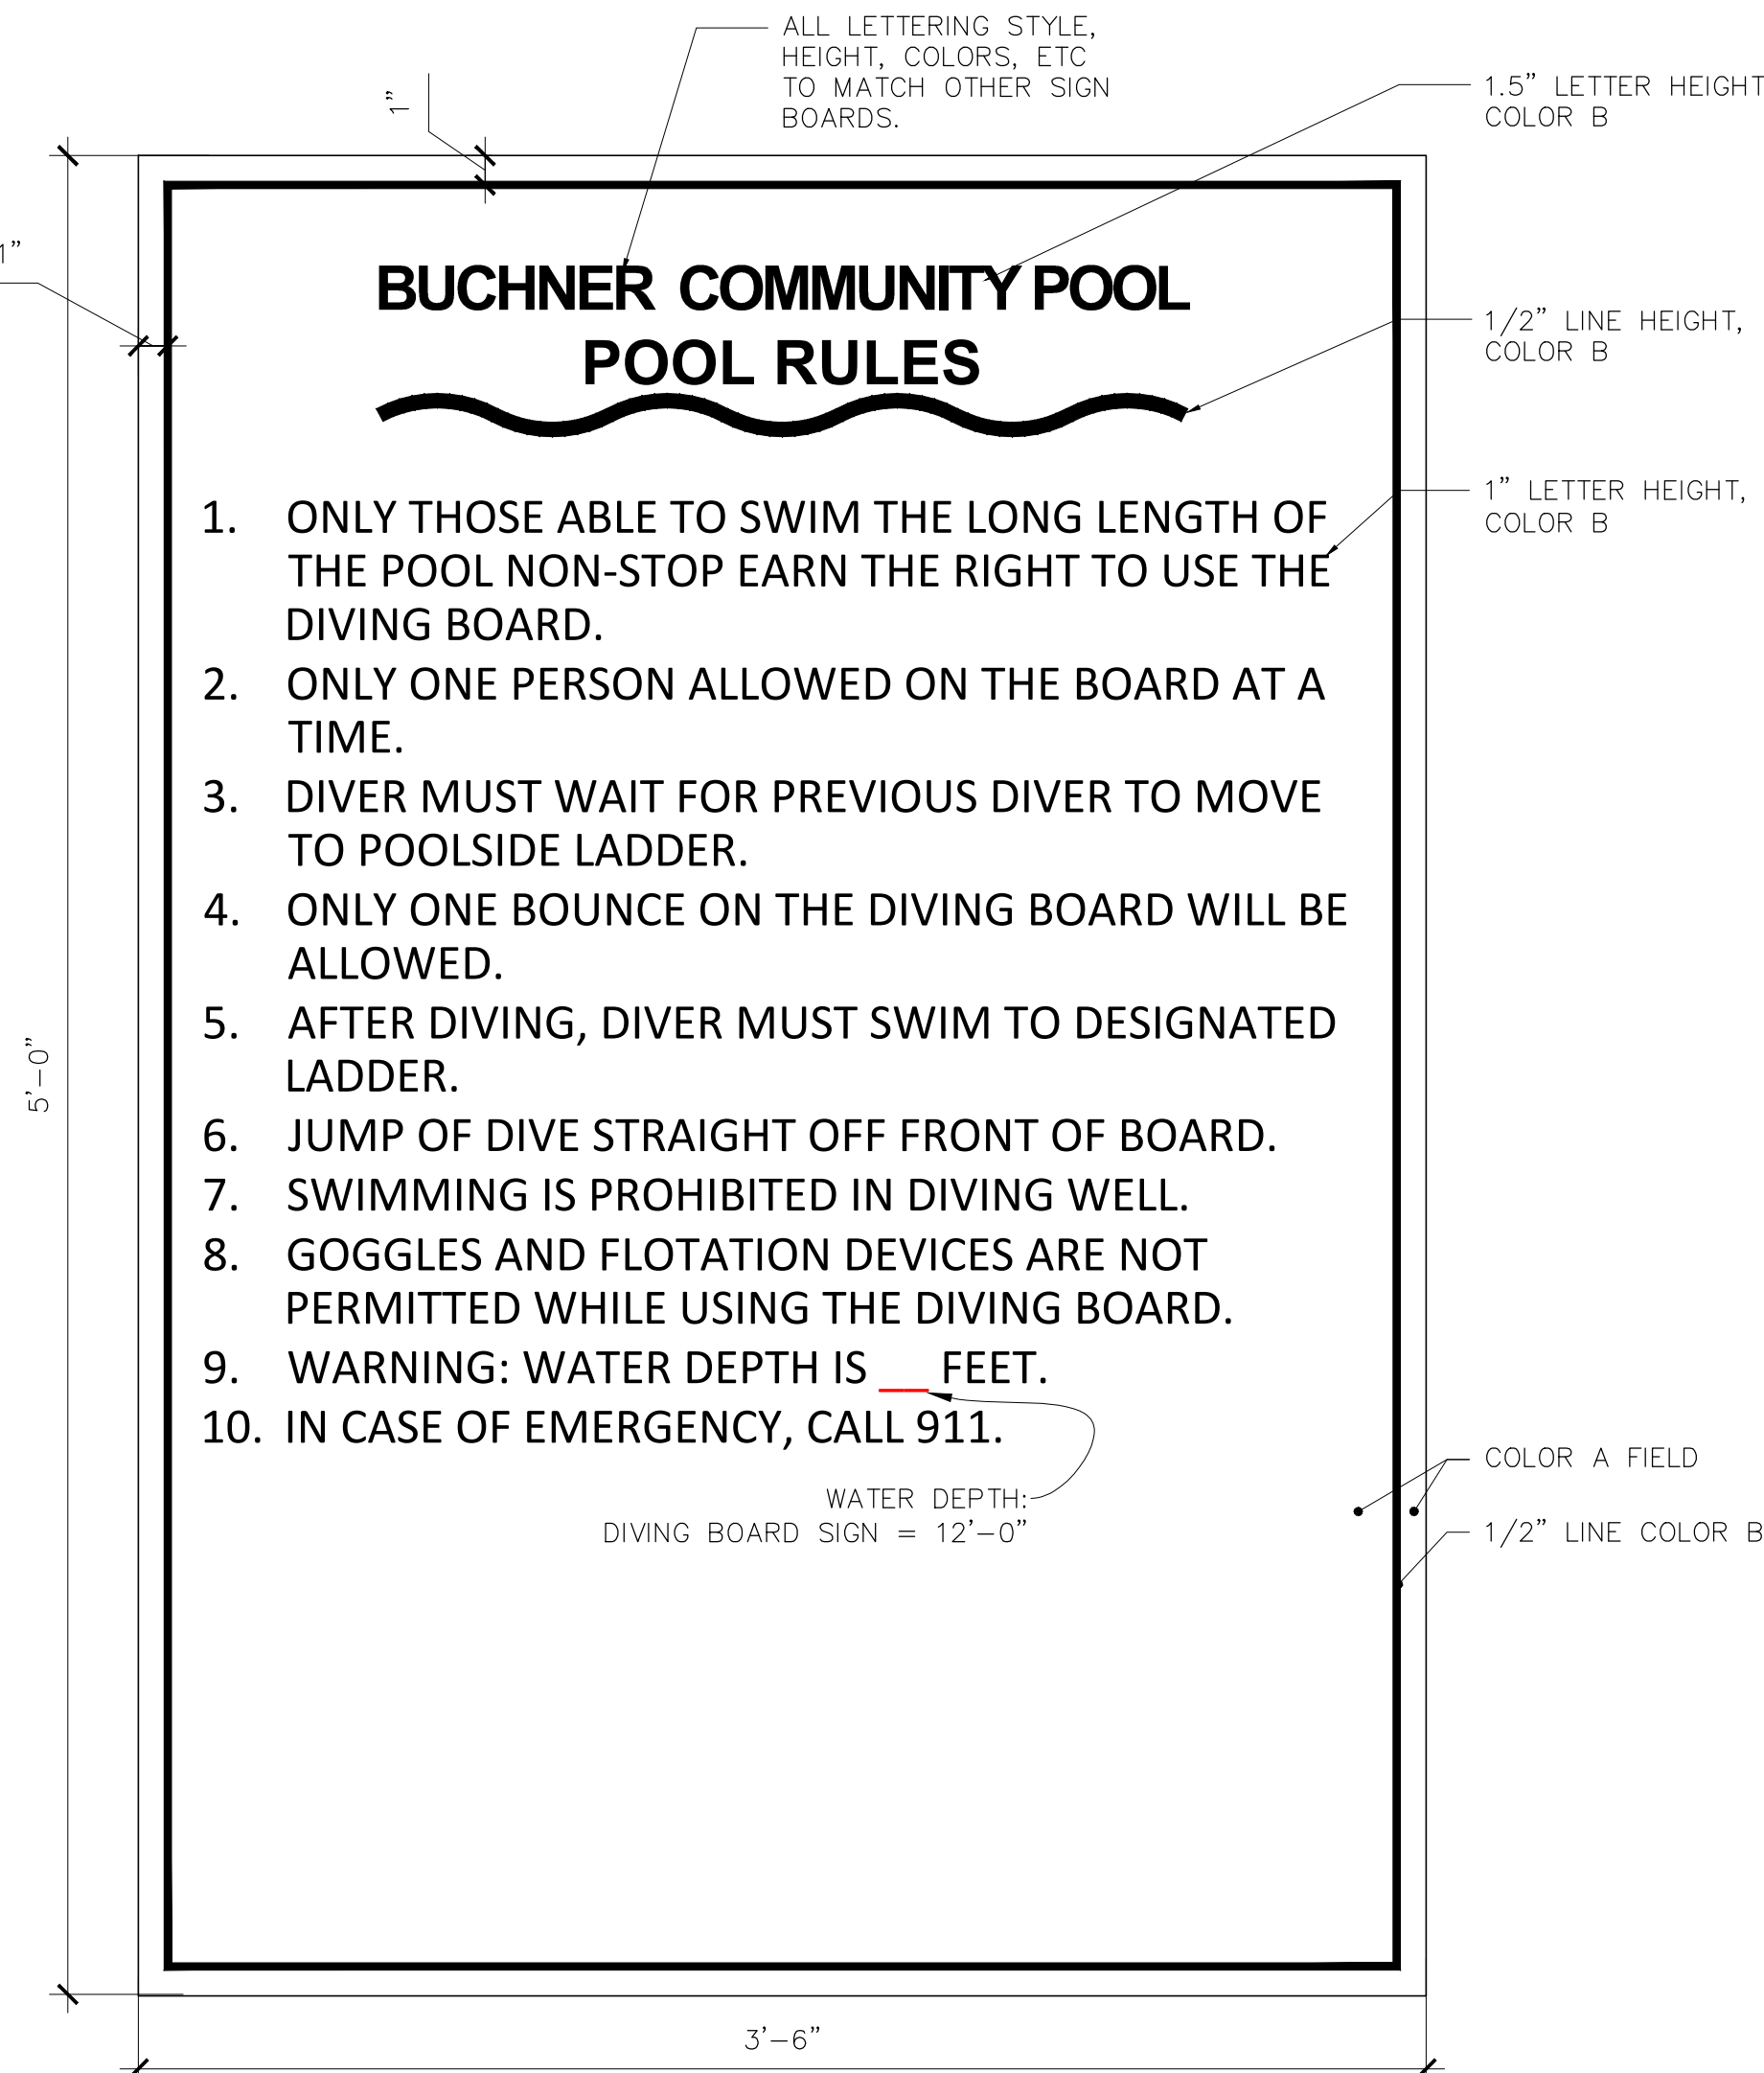 ALL LETTERING STYLE,
HEIGHT, COLORS, ETC
TO MATCH OTHER SIGN
BOARDS.
1.5" LETTER HEIGHT
COLOR B
1"
1"
BUCHNER COMMUNITY POOL
POOL RULES
1/2" LINE HEIGHT,
COLOR B
1" LETTER HEIGHT,
COLOR B
1. ONLY THOSE ABLE TO SWIM THE LONG LENGTH OF
THE POOL NON-STOP EARN THE RIGHT TO USE THE
DIVING BOARD.
2. ONLY ONE PERSON ALLOWED ON THE BOARD AT A
TIME.
3. DIVER MUST WAIT FOR PREVIOUS DIVER TO MOVE
TO POOLSIDE LADDER.
4. ONLY ONE BOUNCE ON THE DIVING BOARD WILL BE
ALLOWED.
5. AFTER DIVING, DIVER MUST SWIM TO DESIGNATED
LADDER.
6. JUMP OF DIVE STRAIGHT OFF FRONT OF BOARD.
7. SWIMMING IS PROHIBITED IN DIVING WELL.
8. GOGGLES AND FLOTATION DEVICES ARE NOT
PERMITTED WHILE USING THE DIVING BOARD.
9. WARNING: WATER DEPTH IS __ FEET.
10. IN CASE OF EMERGENCY, CALL 911.
WATER DEPTH:
DIVING BOARD SIGN = 12'-0"
COLOR A FIELD
1/2" LINE COLOR B
5'-0"
3'-6"